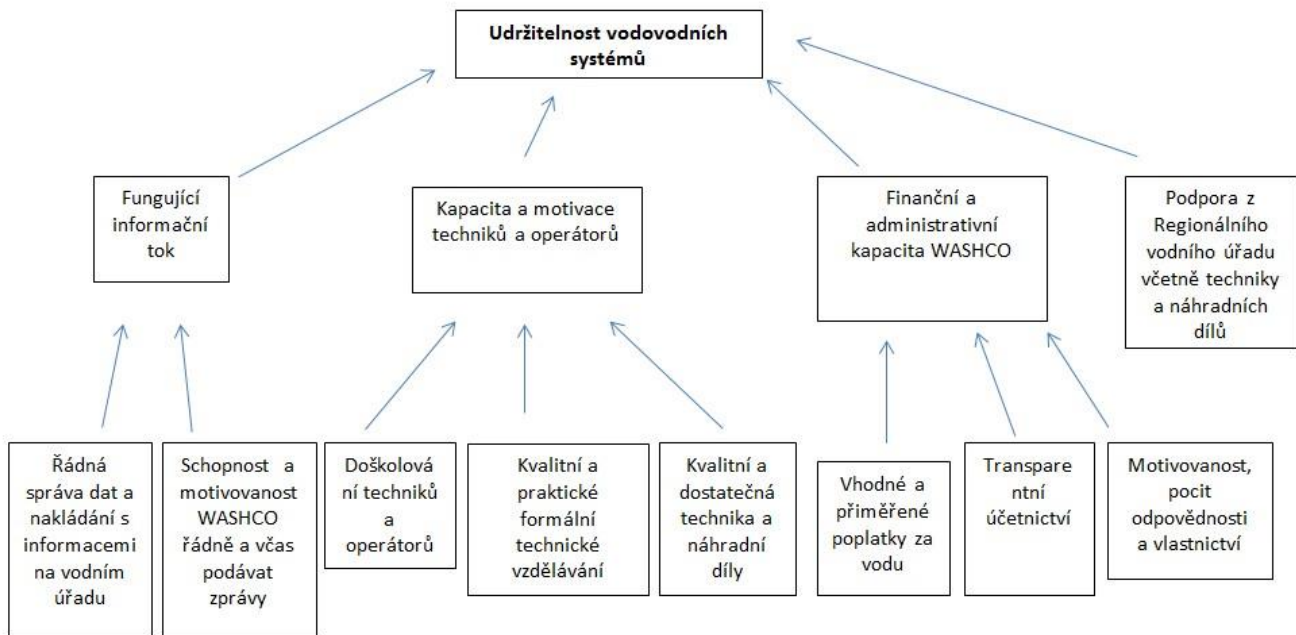 Udržitelnost vodovodních
systémů
Fungující
informační
tok
Kapacita a motivace
techniků a operátorů
Finanční a
administrativní
kapacita WASHCO
Podpora z
Regionálního
vodního úřadu
včetně techniky
a náhradních
dílů
Řádná
správa dat a
nakládání s
informacemi
na vodním
úřadu
Schopnost a
motivovanost
WASHCO
řádně a včas
podávat
zprávy
Doškolová
ní techniků
a
operátorů
Kvalitní a
praktické
formální
technické
vzdělávání
Kvalitní a
dostatečná
technika a
náhradní
díly
Vhodné a
přiměřené
poplatky za
vodu
Transpare
ntní
účetnictví
Motivovanost,
pocit
odpovědnosti
a vlastnictví